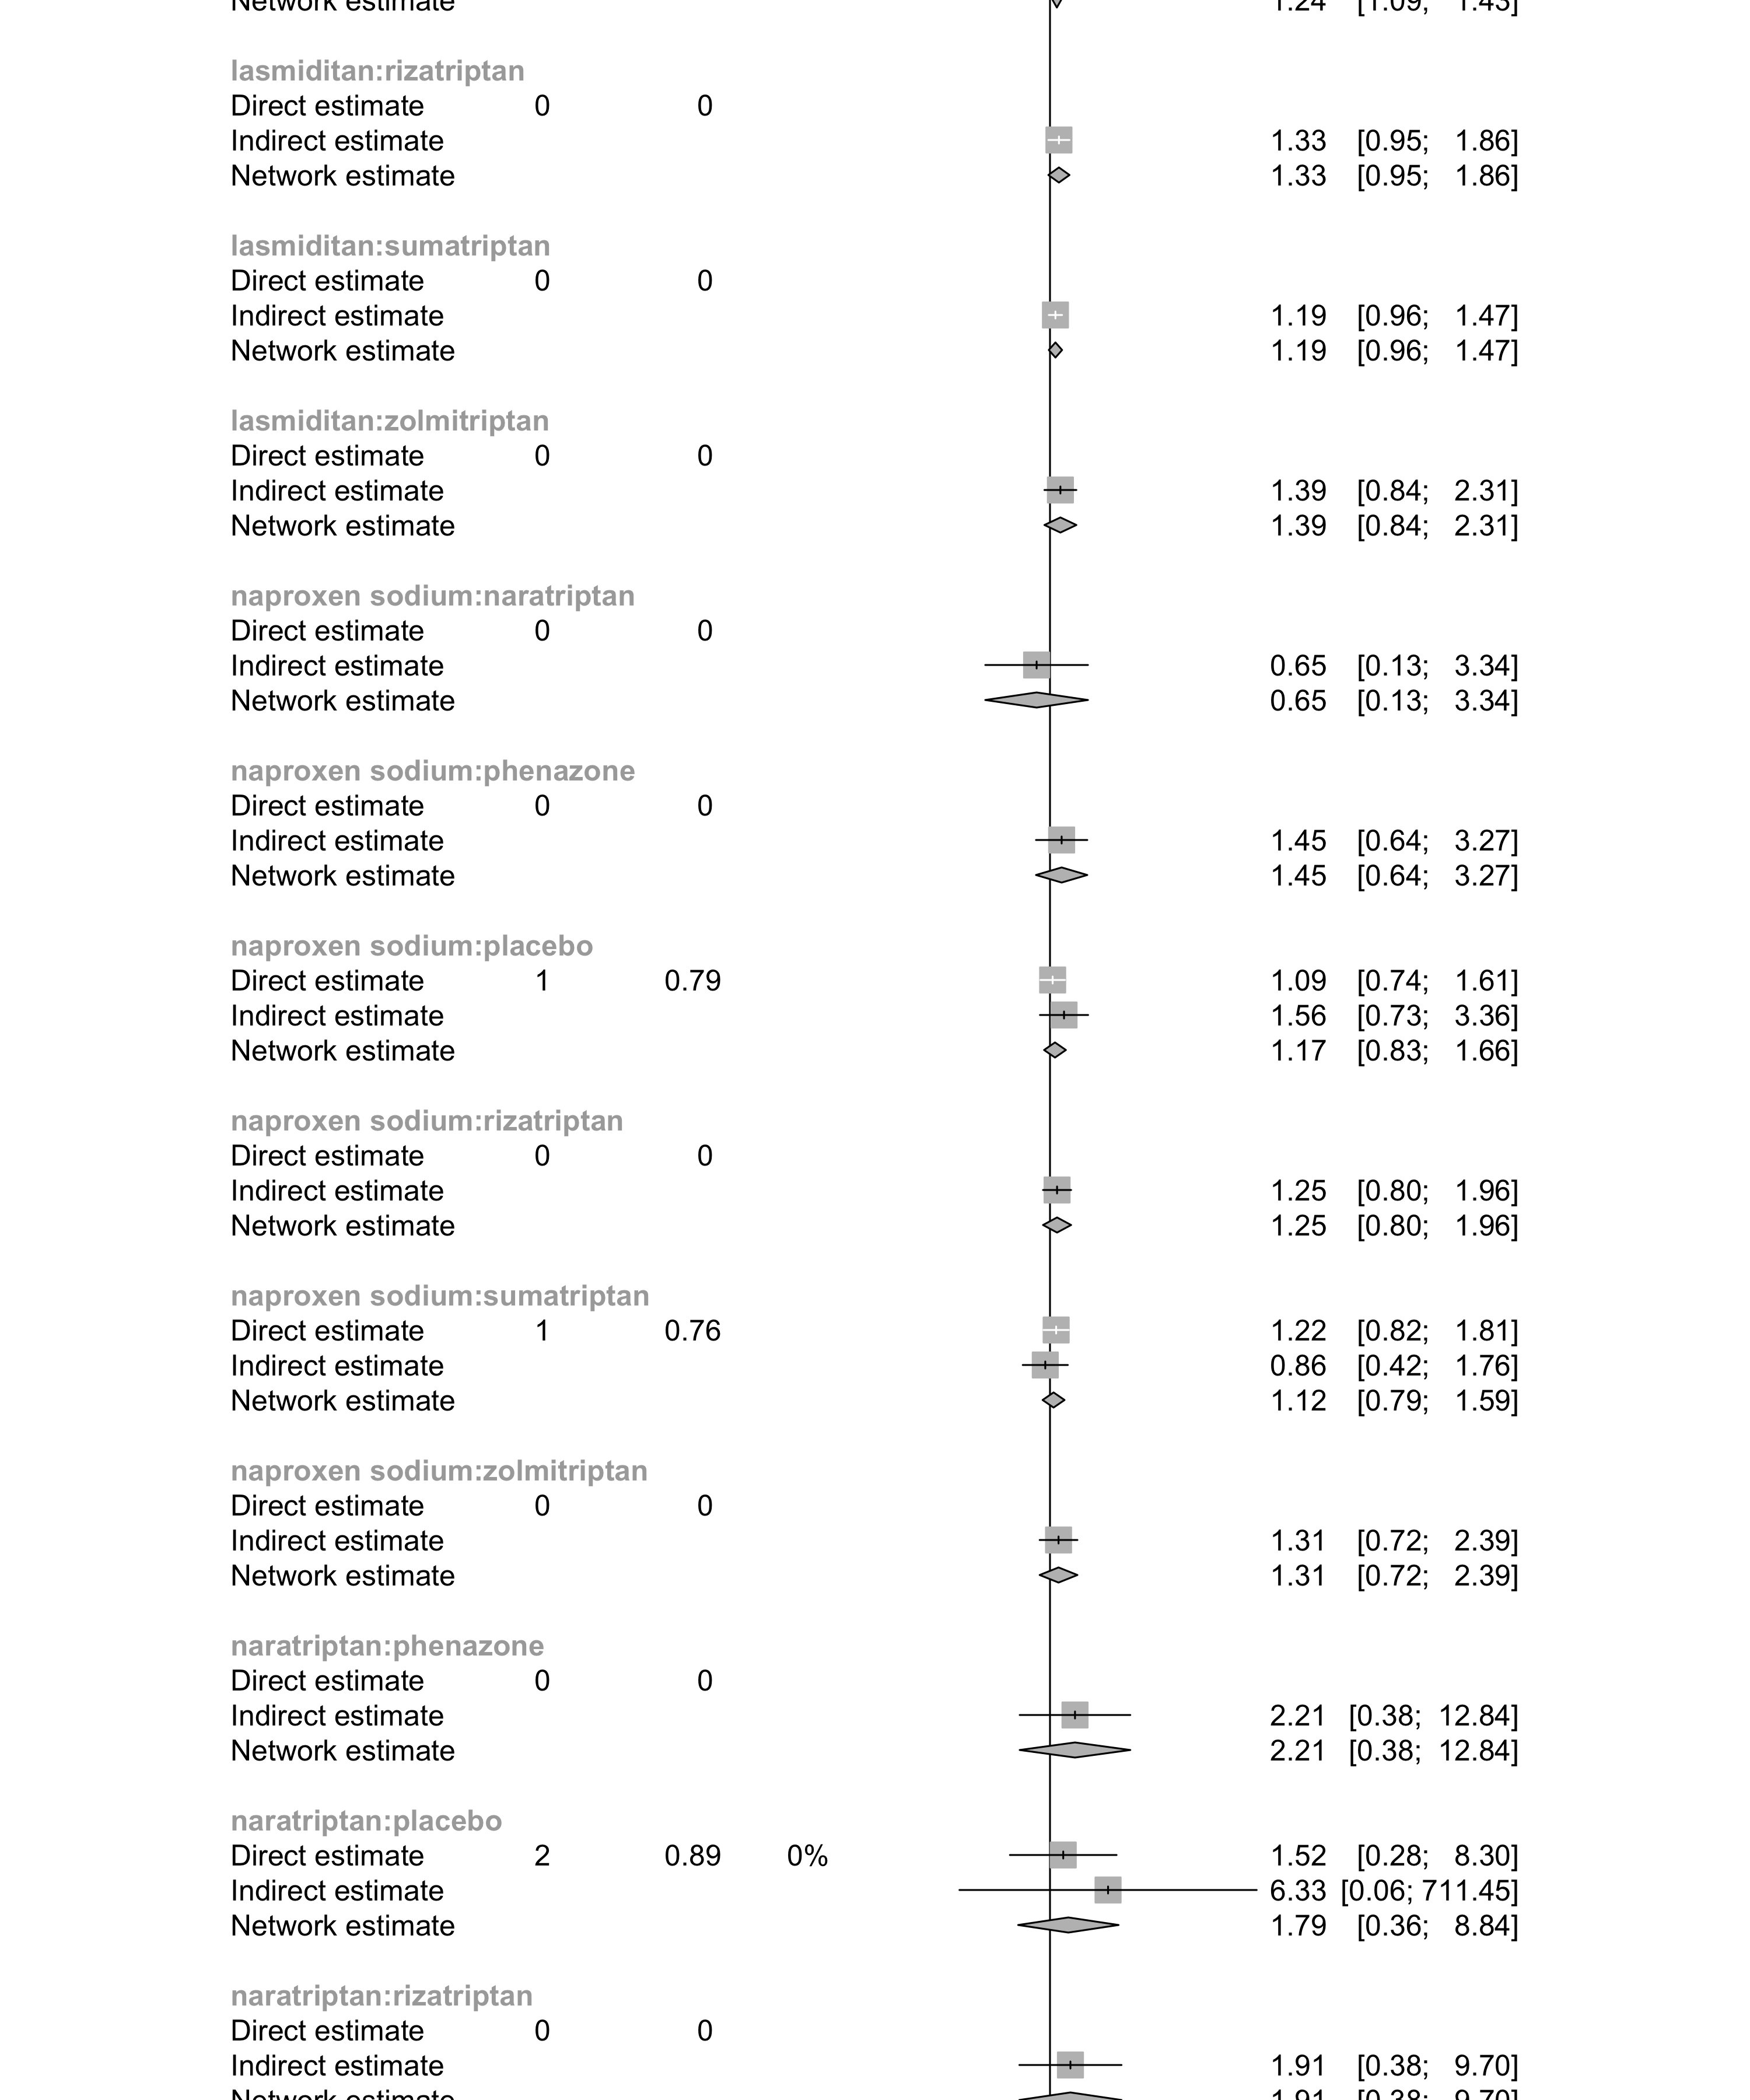 Network estimate 1.24 [1.09; 1.43]
lasmiditan:rizatriptan
Direct estimate 0 0
Indirect estimate 1.33 [0.95; 1.86]
Network estimate 1.33 [0.95; 1.86]
lasmiditan:sumatriptan
Direct estimate 0 0
Indirect estimate 1.19 [0.96; 1.47]
Network estimate 1.19 [0.96; 1.47]
lasmiditan:zolmitriptan
Direct estimate 0 0
Indirect estimate 1.39 [0.84; 2.31]
Network estimate 1.39 [0.84; 2.31]
naproxen sodium:naratriptan
Direct estimate 0 0
Indirect estimate 0.65 [0.13; 3.34]
Network estimate 0.65 [0.13; 3.34]
naproxen sodium:phenazone
Direct estimate 0 0
Indirect estimate 1.45 [0.64; 3.27]
Network estimate 1.45 [0.64; 3.27]
naproxen sodium:placebo
Direct estimate 1 0.79 1.09 [0.74; 1.61]
Indirect estimate 1.56 [0.73; 3.36]
Network estimate 1.17 [0.83; 1.66]
naproxen sodium:rizatriptan
Direct estimate 0 0
Indirect estimate 1.25 [0.80; 1.96]
Network estimate 1.25 [0.80; 1.96]
naproxen sodium:sumatriptan
Direct estimate 1 0.76 1.22 [0.82; 1.81]
Indirect estimate 0.86 [0.42; 1.76]
Network estimate 1.12 [0.79; 1.59]
naproxen sodium:zolmitriptan
Direct estimate 0 0
Indirect estimate 1.31 [0.72; 2.39]
Network estimate 1.31 [0.72; 2.39]
naratriptan:phenazone
Direct estimate 0 0
Indirect estimate 2.21 [0.38; 12.84]
Network estimate 2.21 [0.38; 12.84]
naratriptan:placebo
Direct estimate 2 0.89 0% 1.52 [0.28; 8.30]
Indirect estimate 6.33 [0.06; 711.45]
Network estimate 1.79 [0.36; 8.84]
naratriptan:rizatriptan
Direct estimate 0 0
Indirect estimate 1.91 [0.38; 9.70]
Network estimate 1.91 [0.38; 9.70]